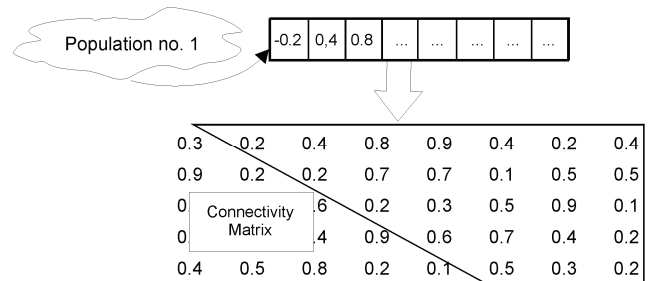 Population no. 1
-0.2 0,4 0.8 ... ... ... ... ...
0.3 0.2 0.4 0.8 0.9 0.4 0.2 0.4
0.9 0.2 0.2 0.7 0.7 0.1 0.5 0.5
0. .6 0.2 0.3 0.5 0.9 0.1
Connectivity
Matrix
0. .4 0.9 0.6 0.7 0.4 0.2
0.4 0.5 0.8 0.2 0.1 0.5 0.3 0.2